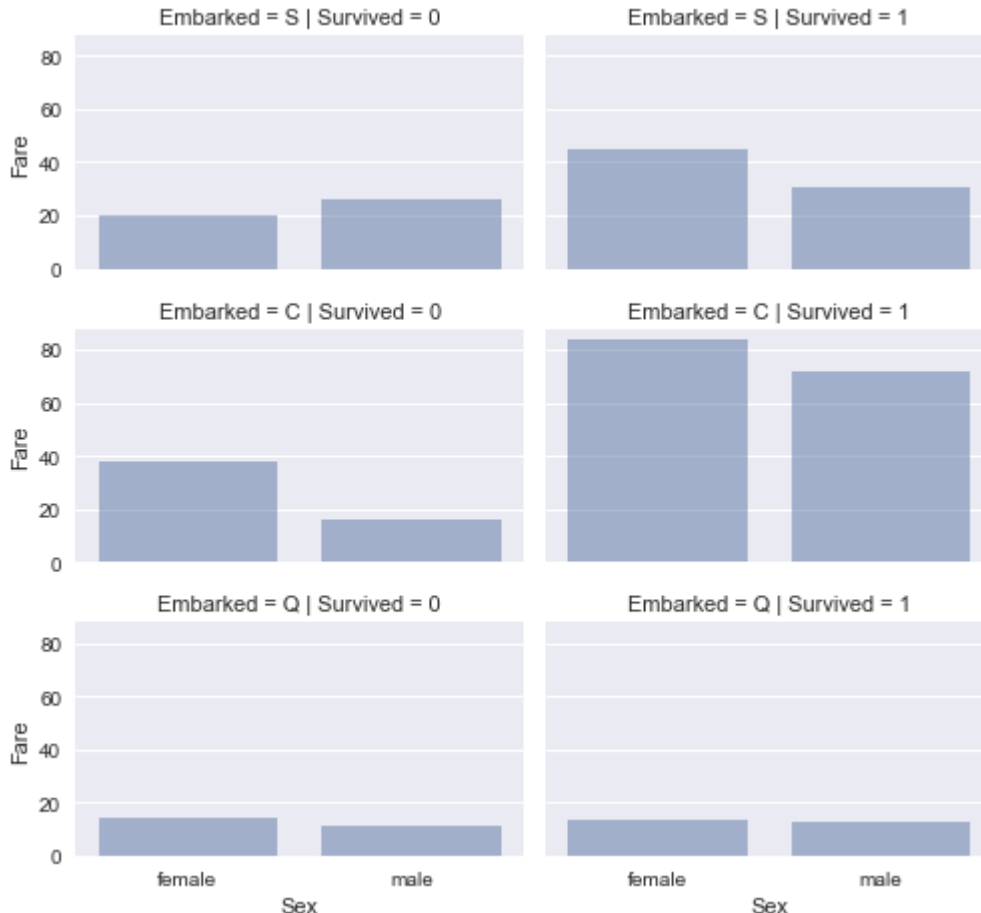 Embarked = S | Survived = 0
Embarked = S | Survived = 1
80
60
40
20
0
Fare
Embarked = C | Survived = 0
Embarked = C | Survived = 1
80
60
40
20
0
Fare
Embarked = Q | Survived = 0
Embarked = Q | Survived = 1
80
60
40
20
0
Fare
female male
female male
Sex
Sex